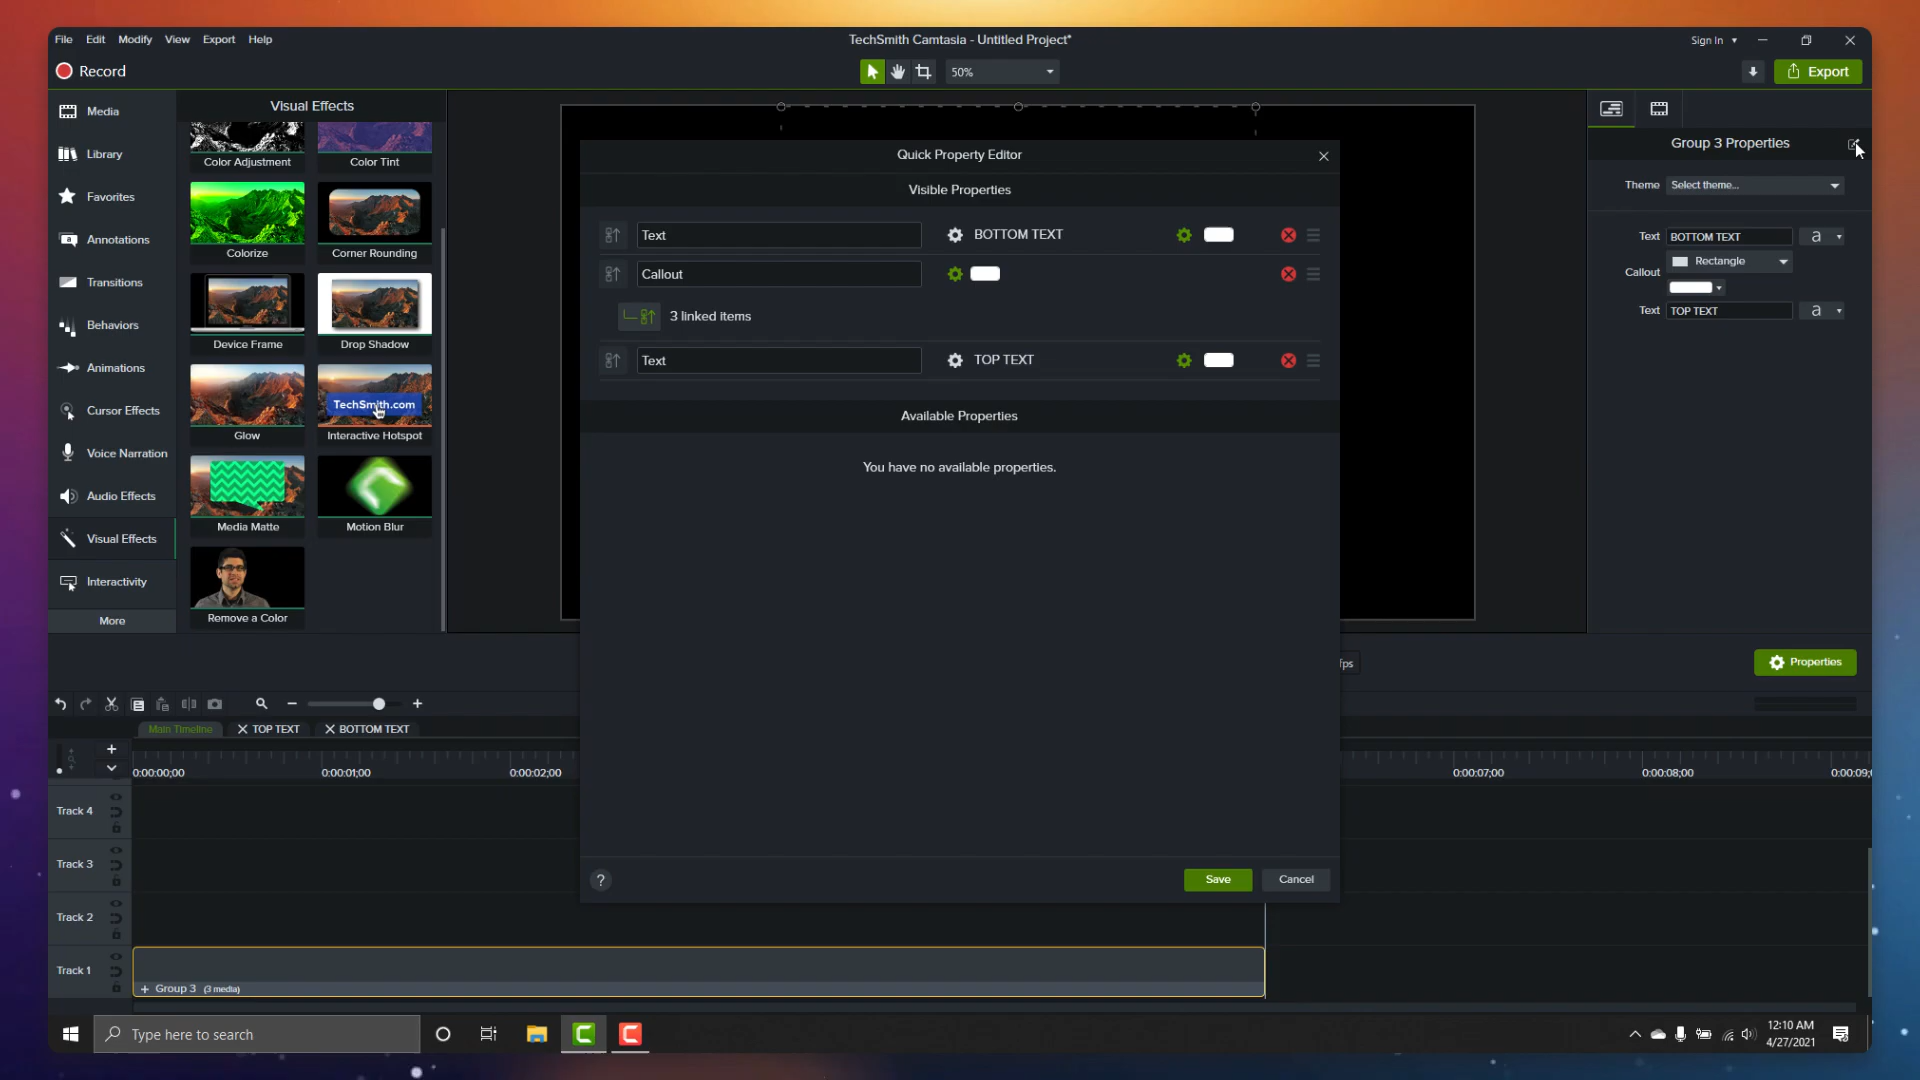 File Edit Modify View Export Help
TechSmith Camtasia - Untitled Project*
Sign In
Record
50%
Export
Media
Library
Favorites
Annotations
Transitions
Behaviors
Animations
Cursor Effects
Voice Narration
Audio Effects
Visual Effects
Interactivity
More
Visual Effects
Color Adjustment Color Tint
Colorize Corner Rounding
Device Frame Drop Shadow
TechSmith.com
Glow Interactive Hotspot
Media Matte Motion Blur
Remove a Color
Quick Property Editor
Visible Properties
Text BOTTOM TEXT
Callout
3 linked items
Text TOP TEXT
Available Properties
You have no available properties.
? Save Cancel
Group 3 Properties
Theme Select theme...
Text BOTTOM TEXT a
Callout Rectangle
Text TOP TEXT a
fps
Properties
Main Timeline TOP TEXT BOTTOM TEXT
0:00:00;00 0:00:01;00 0:00:02;00 0:00:07;00 0:00:08;00 0:00:09;
Track 4
Track 3
Track 2
Track 1
+ Group 3 (3 media)
Type here to search
12:10 AM
4/27/2021